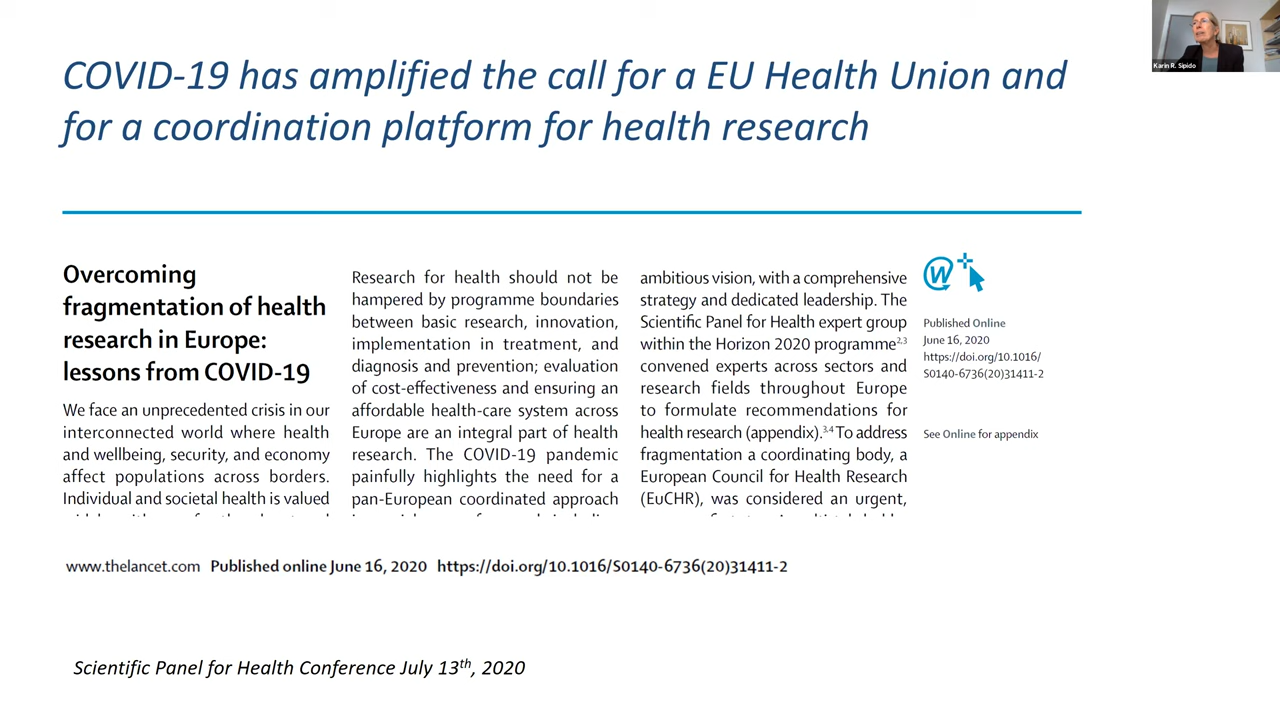 Karin R. Sipido
COVID-19 has amplified the call for a EU Health Union and
for a coordination platform for health research
Overcoming
fragmentation of health
research in Europe:
lessons from COVID-19
We face an unprecedented crisis in our
interconnected world where health
and wellbeing, security, and economy
affect populations across borders.
Individual and societal health is valued
Research for health should not be
hampered by programme boundaries
between basic research, innovation,
implementation in treatment, and
diagnosis and prevention; evaluation
of cost-effectiveness and ensuring an
affordable health-care system across
Europe are an integral part of health
research. The COVID-19 pandemic
painfully highlights the need for a
pan-European coordinated approach
ambitious vision, with a comprehensive
strategy and dedicated leadership. The
Scientific Panel for Health expert group
within the Horizon 2020 programme2,3
convened experts across sectors and
research fields throughout Europe
to formulate recommendations for
health research (appendix).3,4 To address
fragmentation a coordinating body, a
European Council for Health Research
(EuCHR), was considered an urgent,
W
Published Online
June 16, 2020
https://doi.org/10.1016/
S0140-6736(20)31411-2
See Online for appendix
www.thelancet.com Published online June 16, 2020 https://doi.org/10.1016/S0140-6736(20)31411-2
Scientific Panel for Health Conference July 13th, 2020